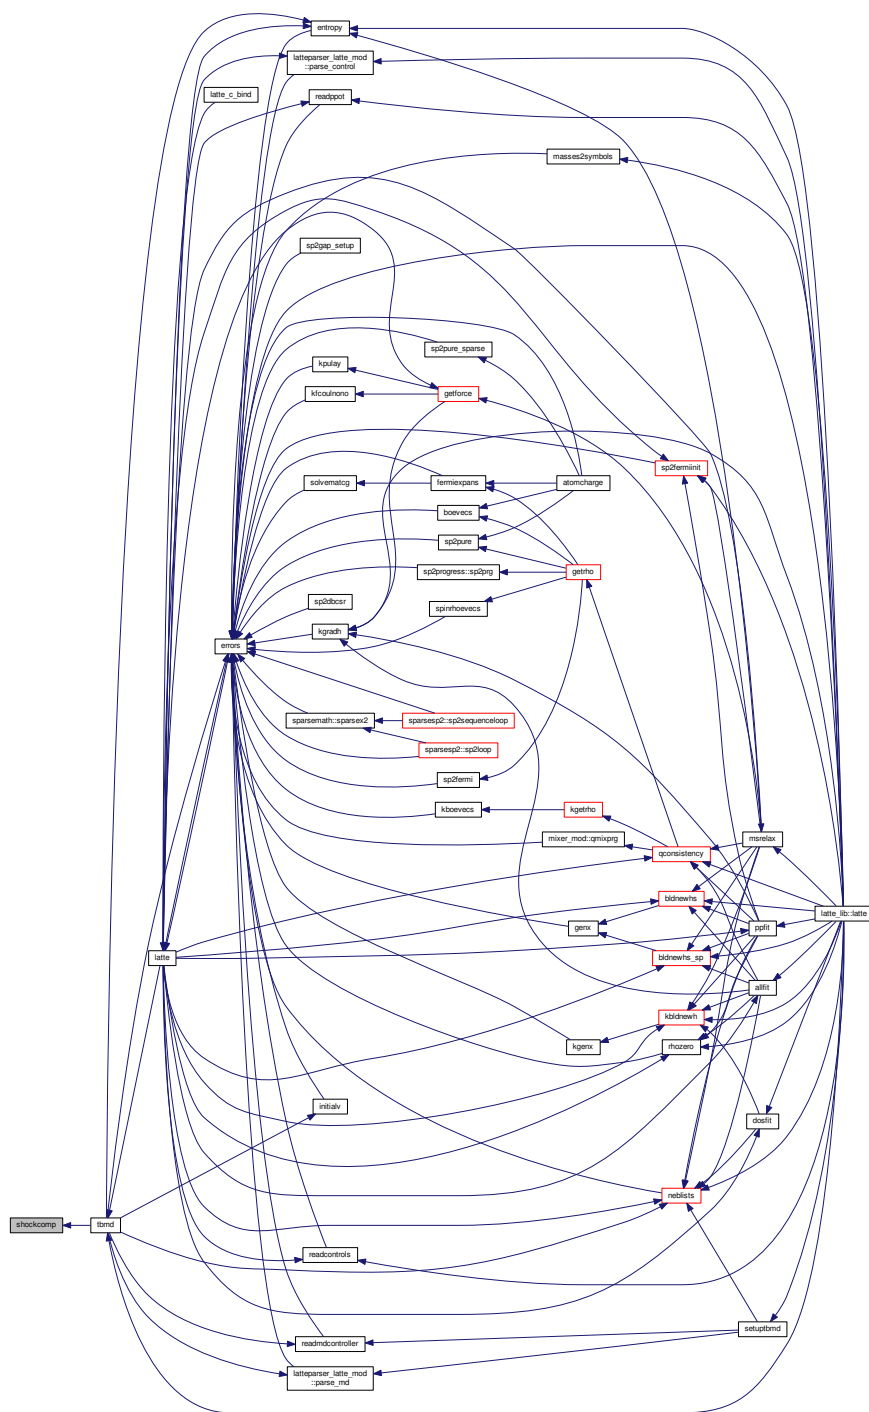 entropy
latteparser_latte_mod
::parse_control
latte_c_bind
readppot
masses2symbols
sp2gap_setup
sp2pure_sparse
kpulay
kfcoulnono
getforce
sp2fermiinit
solvematcg
fermiexpans
atomcharge
boevecs
sp2pure
sp2progress::sp2prg
getrho
sp2dbcsr
spinrhoevecs
kgradh
errors
sparsemath::sparsex2
sparsesp2::sp2sequenceloop
sparsesp2::sp2loop
sp2fermi
kboevecs
kgetrho
mixer_mod::qmixprg
msrelax
qconsistency
bldnewhs
latte_lib::latte
genx
ppfit
latte
bldnewhs_sp
allfit
kbldnewh
kgenx
rhozero
initialv
dosfit
neblists
shockcomp
tbmd
readcontrols
setuptbmd
readmdcontroller
latteparser_latte_mod
::parse_md